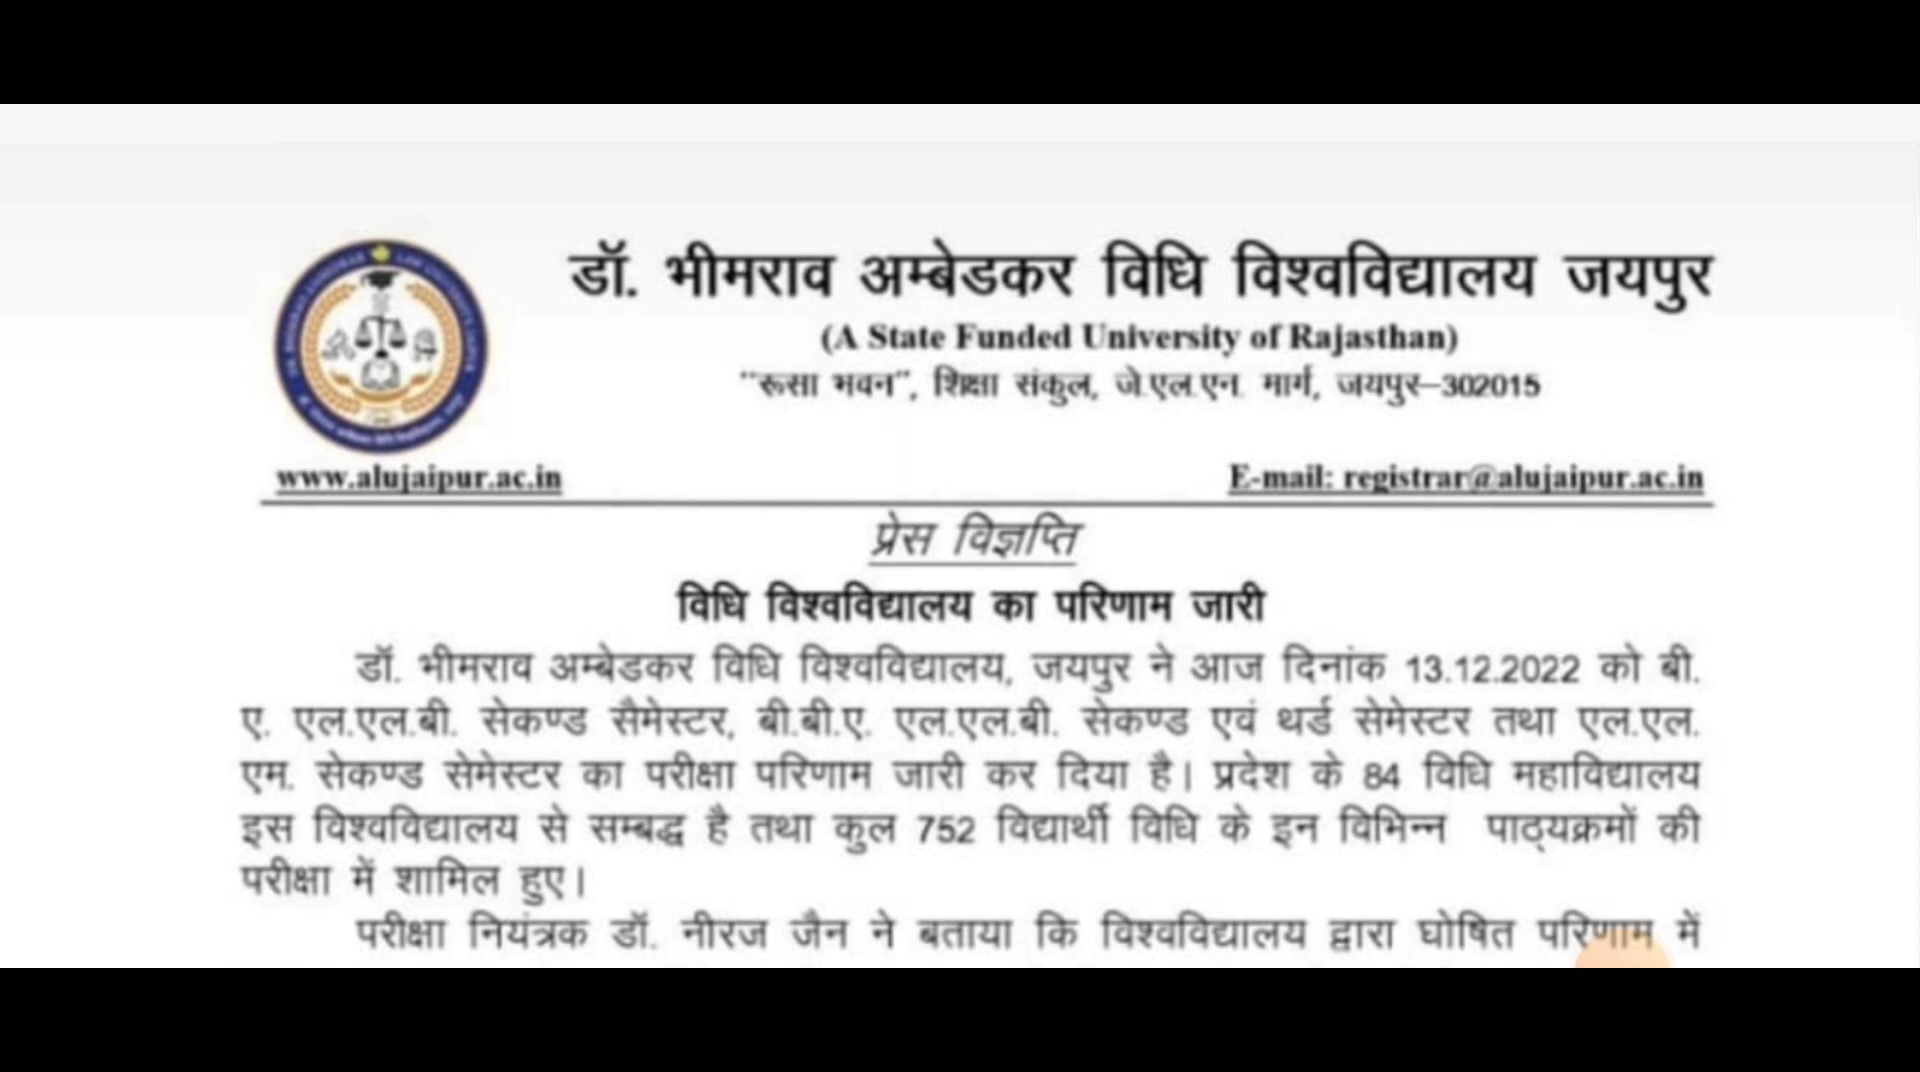 डॉ. भीमराव अम्बेडकर विधि विश्वविद्यालय जयपुर
(A State Funded University of Rajasthan)
"रूसा भवन", शिक्षा संकुल, जे.एल.एन. मार्ग, जयपुर–302015
www.alujaipur.ac.in
E-mail: registrar@alujaipur.ac.in
प्रेस विज्ञप्ति
विधि विश्वविद्यालय का परिणाम जारी
डॉ. भीमराव अम्बेडकर विधि विश्वविद्यालय, जयपुर ने आज दिनांक 13.12.2022 को बी.
ए. एल.एल.बी. सेकण्ड सैमेस्टर, बी.बी.ए. एल.एल.बी. सेकण्ड एवं थर्ड सेमेस्टर तथा एल.एल.
एम. सेकण्ड सेमेस्टर का परीक्षा परिणाम जारी कर दिया है। प्रदेश के 84 विधि महाविद्यालय
इस विश्वविद्यालय से सम्बद्ध है तथा कुल 752 विद्यार्थी विधि के इन विभिन्न पाठ्यक्रमों की
परीक्षा में शामिल हुए।
परीक्षा नियंत्रक डॉ. नीरज जैन ने बताया कि विश्वविद्यालय द्वारा घोषित परिणाम में